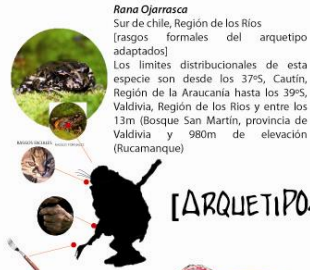 Rana Ojarrasca
Sur de chile, Región de los Ríos
[rasgos formales del arquetipo
adaptados]
Los limites distribucionales de esta
especie son desde los 37ºS, Cautín,
Región de la Araucanía hasta los 39ºS,
Valdivia, Región de los Rios y entre los
13m (Bosque San Martín, provincia de
Valdivia y 980m de elevación
(Rucamanque)
[ARQUETIPO